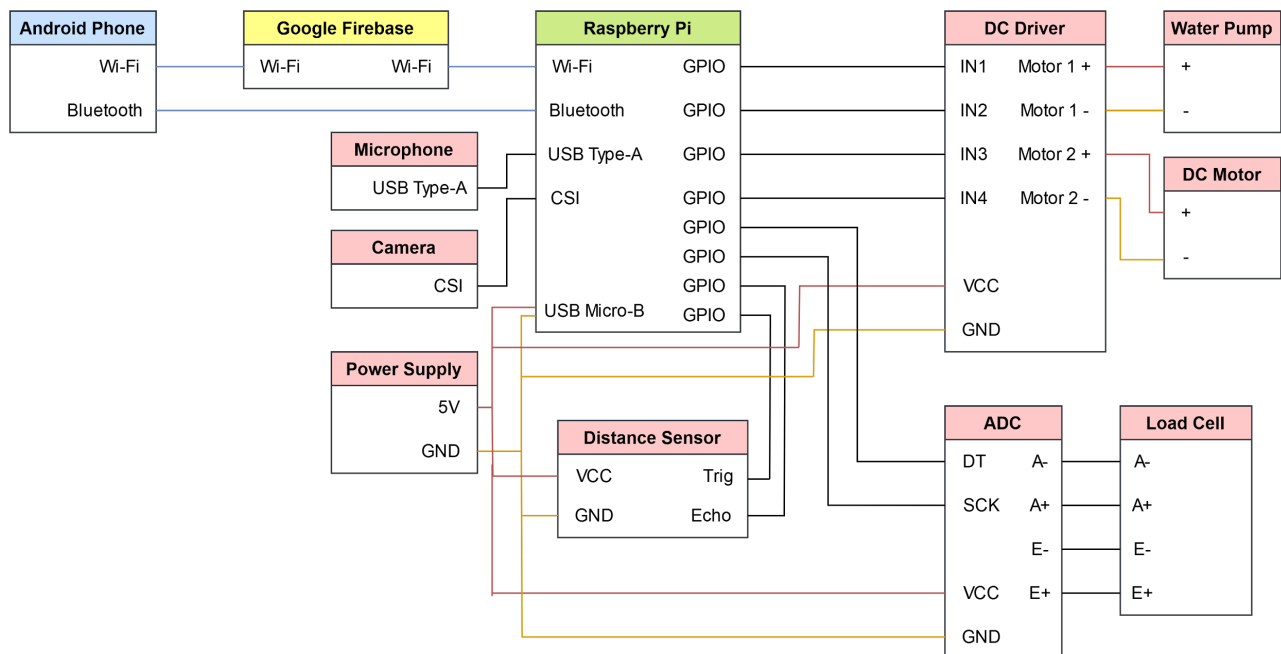 Android Phone
Wi-Fi
Bluetooth
Google Firebase
Wi-Fi Wi-Fi
Raspberry Pi
Wi-Fi GPIO
Bluetooth GPIO
USB Type-A GPIO
CSI GPIO
GPIO
GPIO
GPIO
USB Micro-B GPIO
DC Driver
IN1 Motor 1 +
IN2 Motor 1 -
IN3 Motor 2 +
IN4 Motor 2 -
VCC
GND
Water Pump
+
-
DC Motor
+
-
Microphone
USB Type-A
Camera
CSI
Power Supply
5V
GND
Distance Sensor
VCC Trig
GND Echo
ADC
DT A-
SCK A+
E-
VCC E+
GND
Load Cell
A-
A+
E-
E+